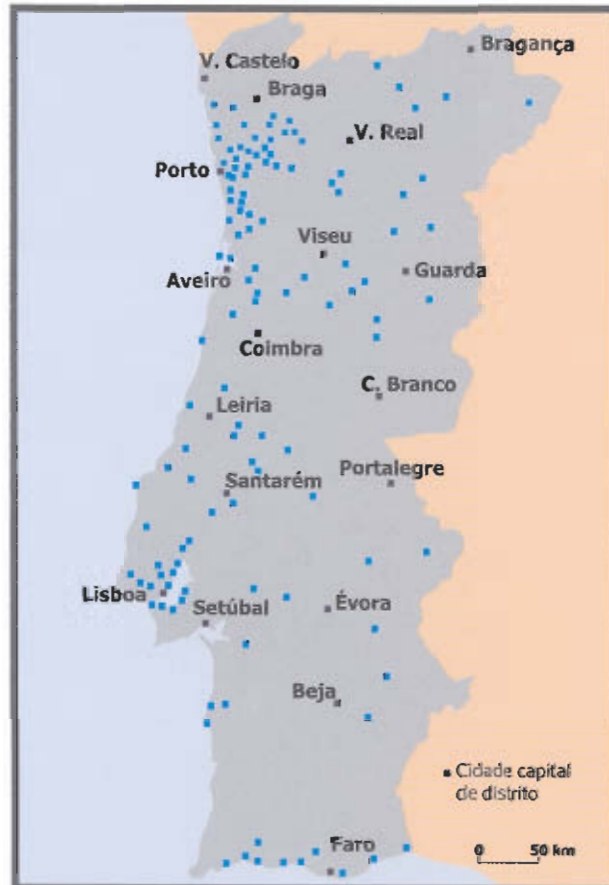 Bragança
V. Castelo
Braga
V. Real
Porto
Viseu
Guarda
Aveiro
Coimbra
C. Branco
Leiria
Portalegre
Santarém
Lisboa
Setúbal
Évora
Beja
Cidade capital
de distrito
Faro
0 50 km